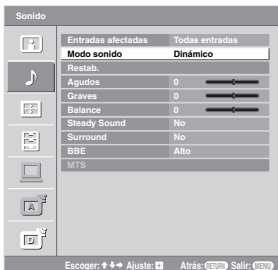 Sonido
Entradas afectadas Todas entradas
Modo sonido Dinámico
Restab.
Agudos 0
Graves 0
Balance 0
Steady Sound No
Surround No
BBE Alto
MTS
A
D
Escoger: Ajuste: Atrás: RETURN Salir: MENU